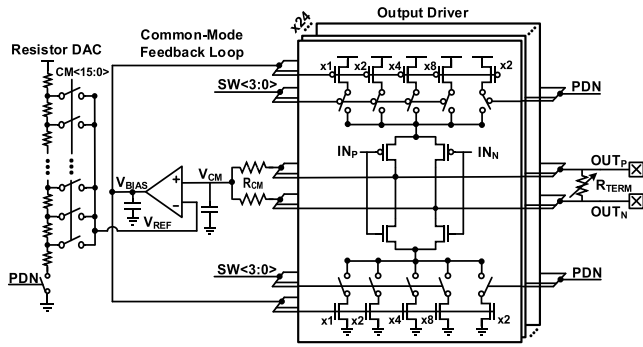 x24
Output Driver
Common-Mode
Feedback Loop
Resistor DAC
CM<15:0>
x1 x2 x4 x8 x2
SW<3:0>
PDN
INP
INN
VBIAS
VCM
RCM
VREF
OUTP
RTERM
OUTN
PDN
SW<3:0>
PDN
x1 x2 x4 x8 x2